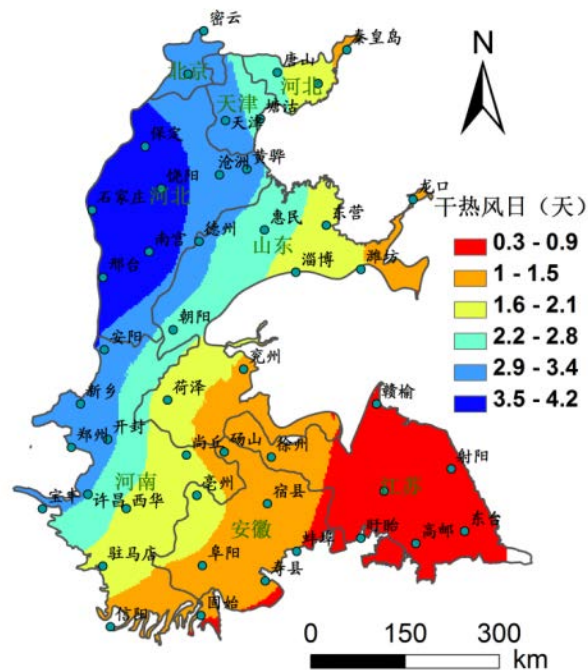 密云
秦皇岛
北京
唐山
河北
N
天津
塘沽
天津
保定
沧洲
黄骅
饶阳
河北
石家庄
龙口
干热风日（天）
德州
惠民
东营
山东
南宫
邢台
淄博
潍坊
0.3 - 0.9
1 - 1.5
1.6 - 2.1
2.2 - 2.8
2.9 - 3.4
3.5 - 4.2
朝阳
安阳
兖州
新乡
菏泽
赣榆
郑州
开封
尚丘
砀山
徐州
射阳
河南
江苏
宝丰
许昌
西华
亳州
宿县
安徽
东台
高邮
盱眙
蚌埠
驻马店
阜阳
寿县
信阳
固始
0 150 300
km